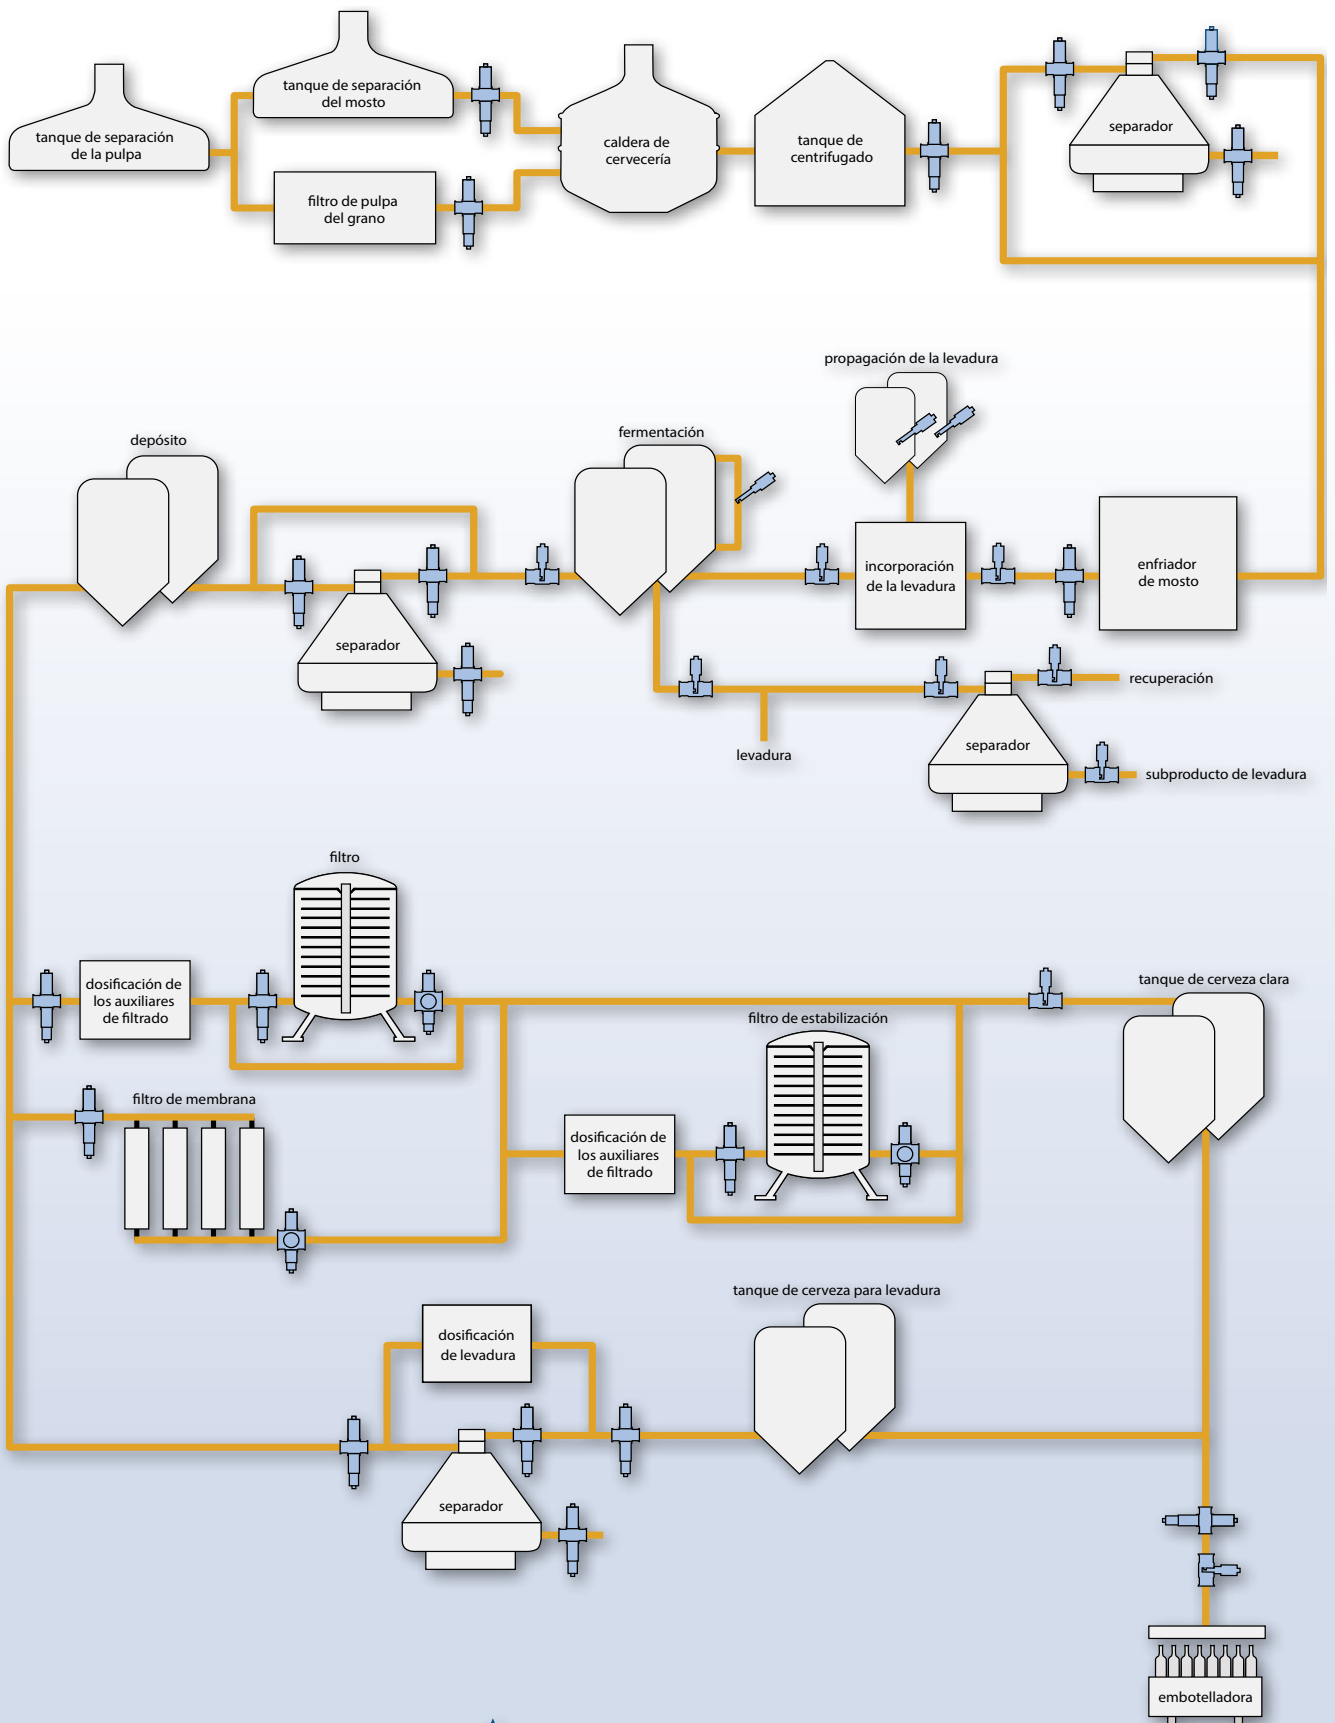 tanque de separación
de la pulpa
tanque de separación
del mosto
filtro de pulpa
del grano
caldera de
cervecería
tanque de
centrifugado
separador
propagación de la levadura
depósito
fermentación
separador
incorporación
de la levadura
enfriador
de mosto
levadura
separador
recuperación
subproducto de levadura
filtro
dosificación de
los auxiliares
de filtrado
filtro de membrana
dosificación de
los auxiliares
de filtrado
filtro de estabilización
tanque de cerveza clara
dosificación
de levadura
separador
tanque de cerveza para levadura
embotelladora